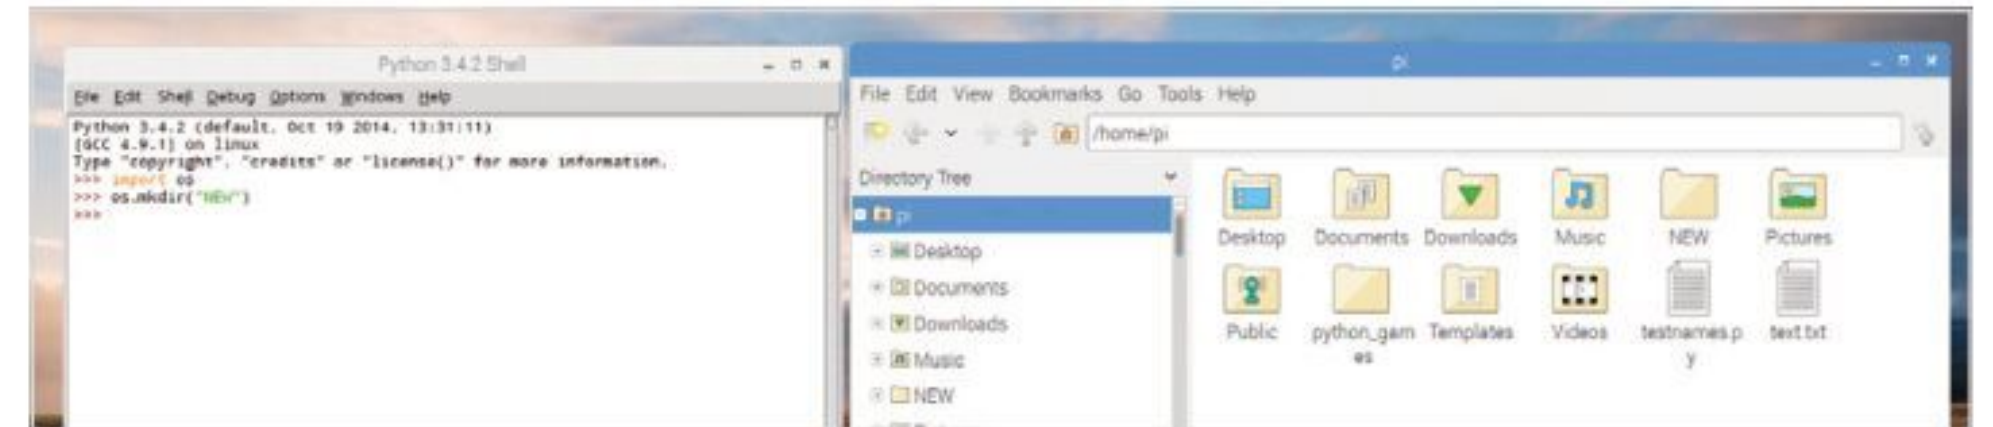 Python 3.4.2 Shell
File Edit Shell Debug Options Windows Help
Python 3.4.2 (default, Oct 19 2014, 13:31:11)
[GCC 4.9.1] on linux
Type "copyright", "credits" or "license()" for more information.
>>> import os
>>> os.mkdir("NEW")
>>>
pi
File Edit View Bookmarks Go Tools Help
/home/pi
Directory Tree
pi
Desktop
Documents
Downloads
Music
NEW
Desktop Documents Downloads Music NEW Pictures
Public python_gam Templates Videos testnames.p text.txt
es y